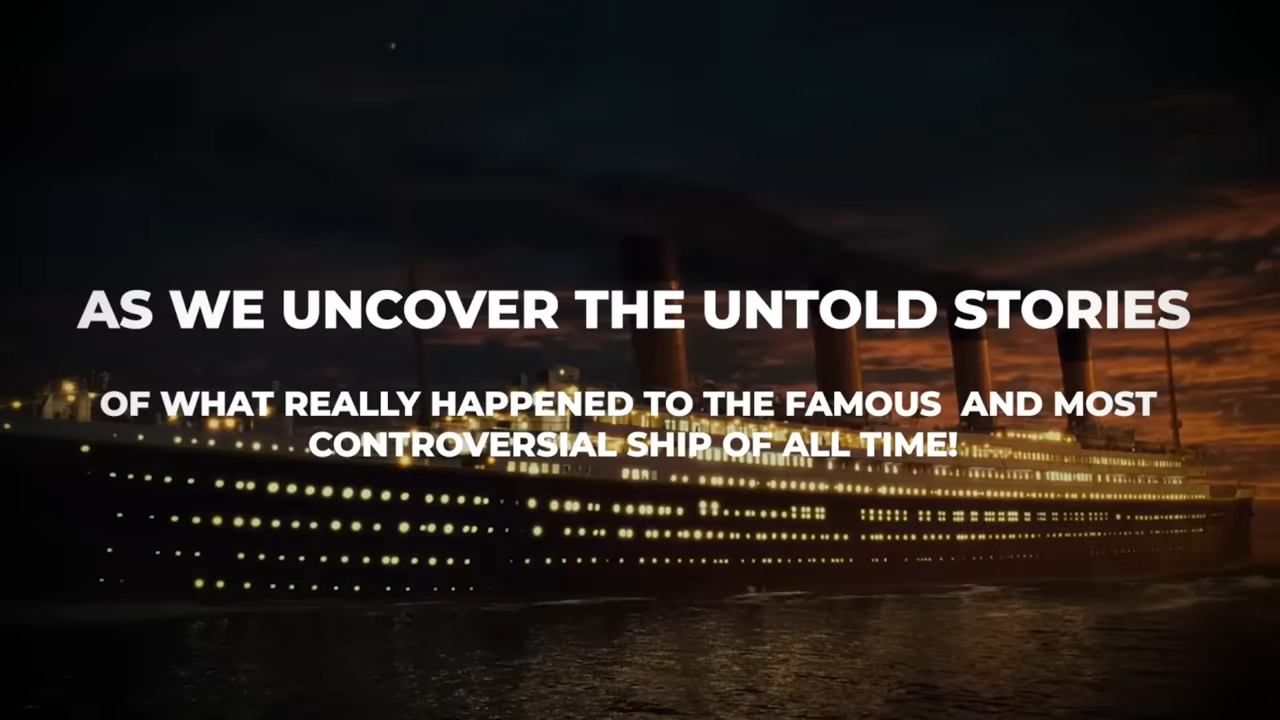 AS WE UNCOVER THE UNTOLD STORIES
OF WHAT REALLY HAPPENED TO THE FAMOUS  AND MOST
CONTROVERSIAL SHIP OF ALL TIME!